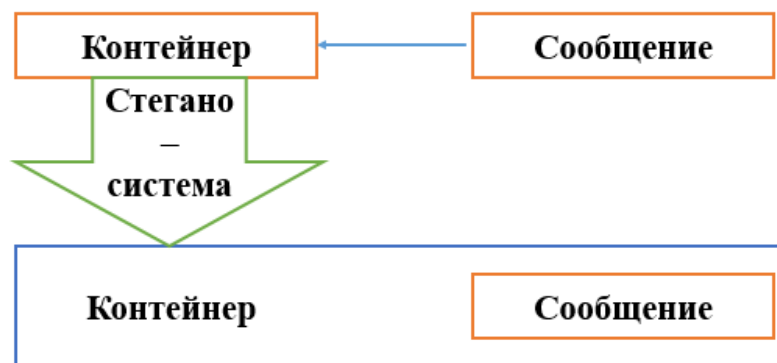 Контейнер
Сообщение
Стегано
–
система
Контейнер
Сообщение